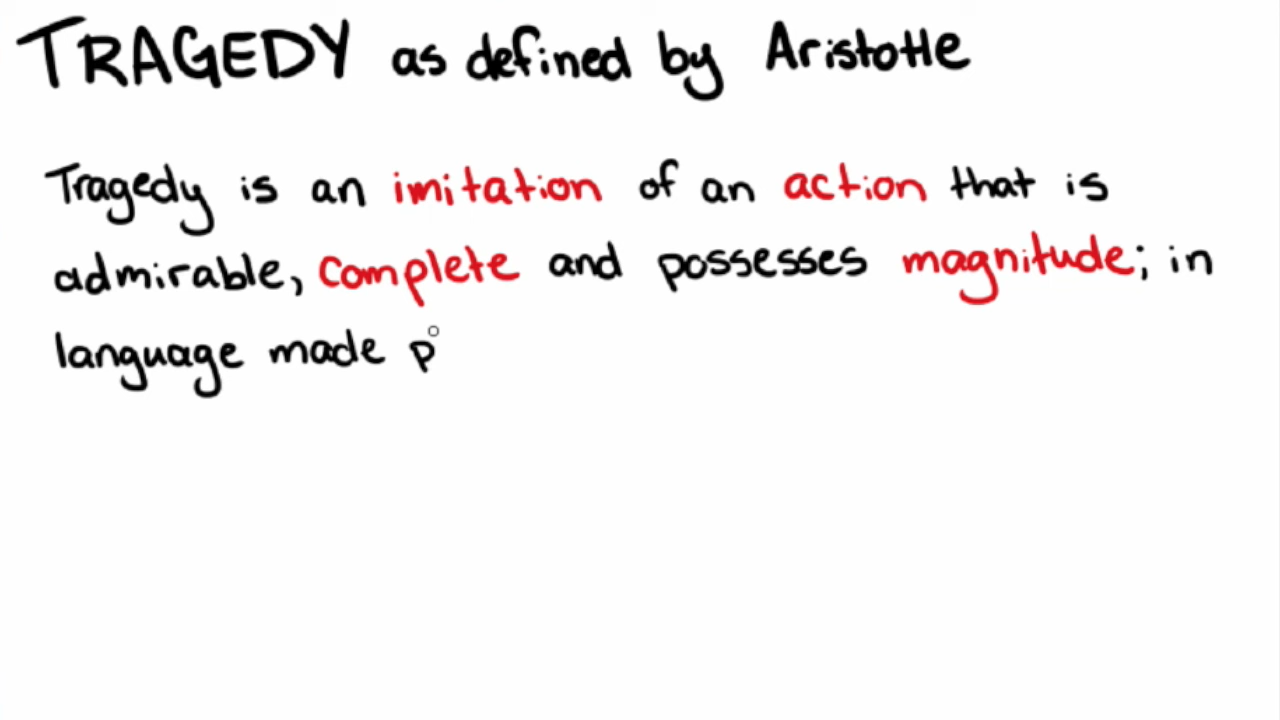 TRAGEDY as defined by Aristotle
Tragedy is an imitation of an action that is
admirable, complete and possesses magnitude; in
language made p